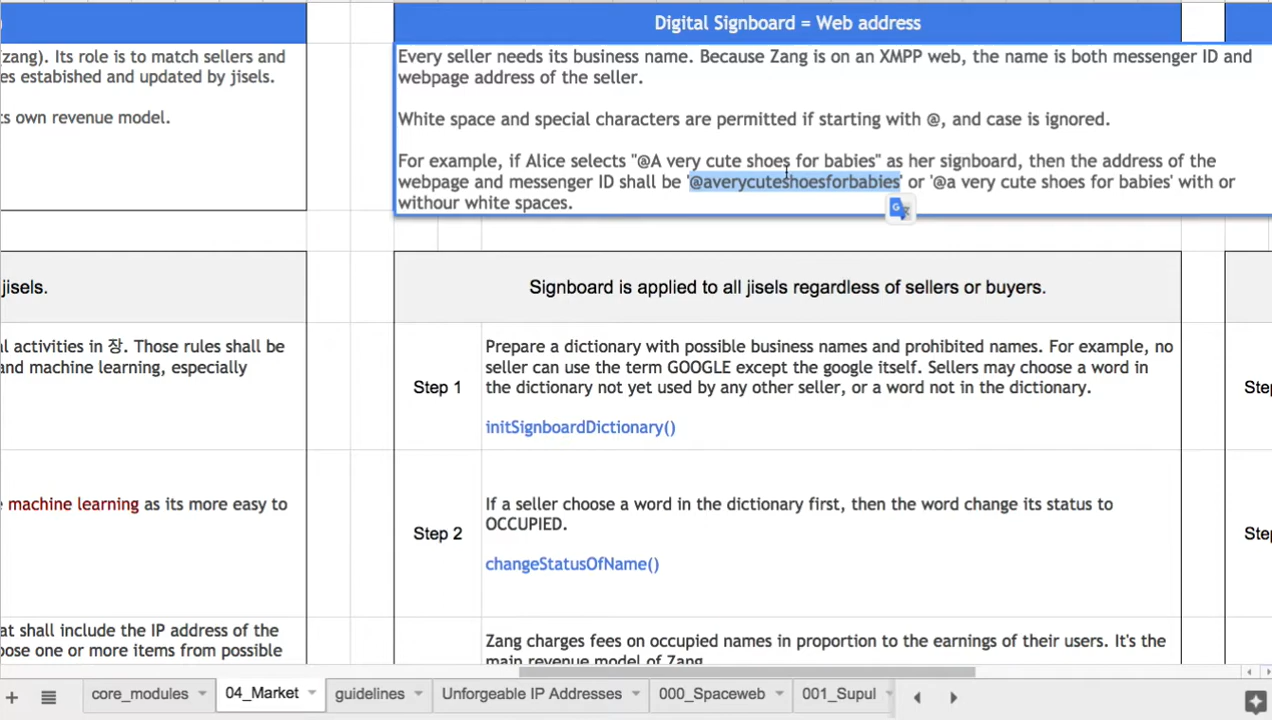 Digital Signboard = Web address
zang). Its role is to match sellers and
es estabished and updated by jisels.
s own revenue model.
Every seller needs its business name. Because Zang is on an XMPP web, the name is both messenger ID and
webpage address of the seller.
White space and special characters are permitted if starting with @, and case is ignored.
For example, if Alice selects "@A very cute shoes for babies" as her signboard, then the address of the
webpage and messenger ID shall be '@averycuteshoesforbabies' or '@a very cute shoes for babies' with or
withour white spaces.
jisels.
Signboard is applied to all jisels regardless of sellers or buyers.
l activities in 장. Those rules shall be
and machine learning, especially
Step 1
Prepare a dictionary with possible business names and prohibited names. For example, no
seller can use the term GOOGLE except the google itself. Sellers may choose a word in
the dictionary not yet used by any other seller, or a word not in the dictionary.
initSignboardDictionary()
Step
e machine learning as its more easy to
Step 2
If a seller choose a word in the dictionary first, then the word change its status to
OCCUPIED.
changeStatusOfName()
Step
at shall include the IP address of the
ose one or more items from possible
Zang charges fees on occupied names in proportion to the earnings of their users. It's the
main revenue model of Zang.
core_modules
04_Market
guidelines
Unforgeable IP Addresses
000_Spaceweb
001_Supul